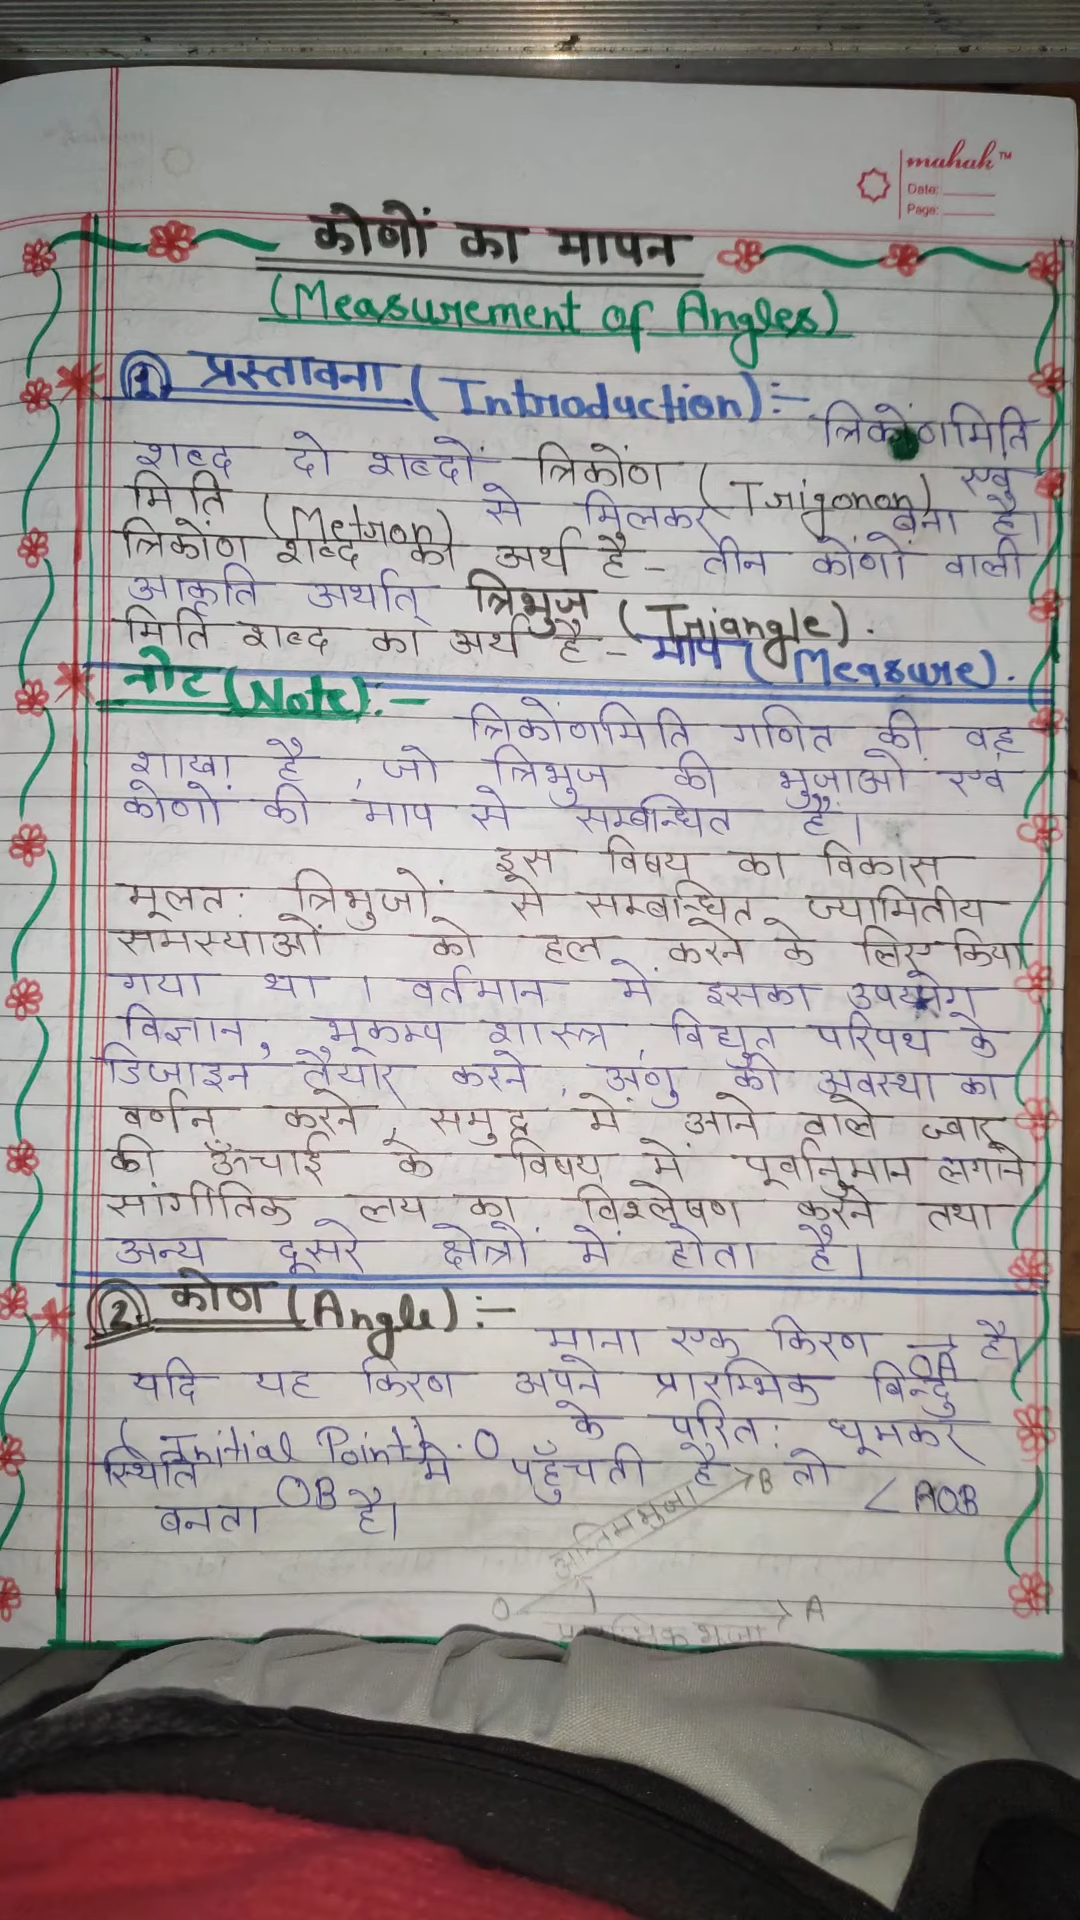 mahak™
Date:
Page:
कोणों का मापन
(Measurement of Angles)
① प्रस्तावना (Introduction):-
त्रिकोंणमिति
शब्द दो शब्दों त्रिकोंण (Trigonon) एवं
मिति (Metron) से मिलकर बना है।
त्रिकोंण शब्द का अर्थ है - तीन कोंणों वाली
आकृति अर्थात् त्रिभुज (Triangle).
मिति शब्द का अर्थ है - माप (Measure).
नोट (Note):-
त्रिकोंणमिति गणित की वह
शाखा है, जो त्रिभुज की भुजाओं एवं
कोणों की माप से सम्बन्धित है।
इस विषय का विकास
मूलतः त्रिभुजों से सम्बन्धित ज्यामितीय
समस्याओं को हल करने के लिए किया
गया था। वर्तमान में इसका उपयोग
विज्ञान, भूकम्प शास्त्र, विद्युत परिपथ के
डिजाइन तैयार करने, अणु की अवस्था का
वर्णन करने, समुद्र में आने वाले ज्वार
की ऊँचाई के विषय में पूर्वानुमान लगाने
सांगीतिक लय का विश्लेषण करने तथा
अन्य दूसरे क्षेत्रों में होता है।
② कोण (Angle):-
माना एक किरण OA है।
यदि यह किरण अपने प्रारम्भिक बिन्दु
(Initial Point) O के परितः घूमकर
स्थिति OB में पहुँचती है तो ∠AOB
बनता है।
B
अन्तिम भुजा
O A
प्रारम्भिक भुजा